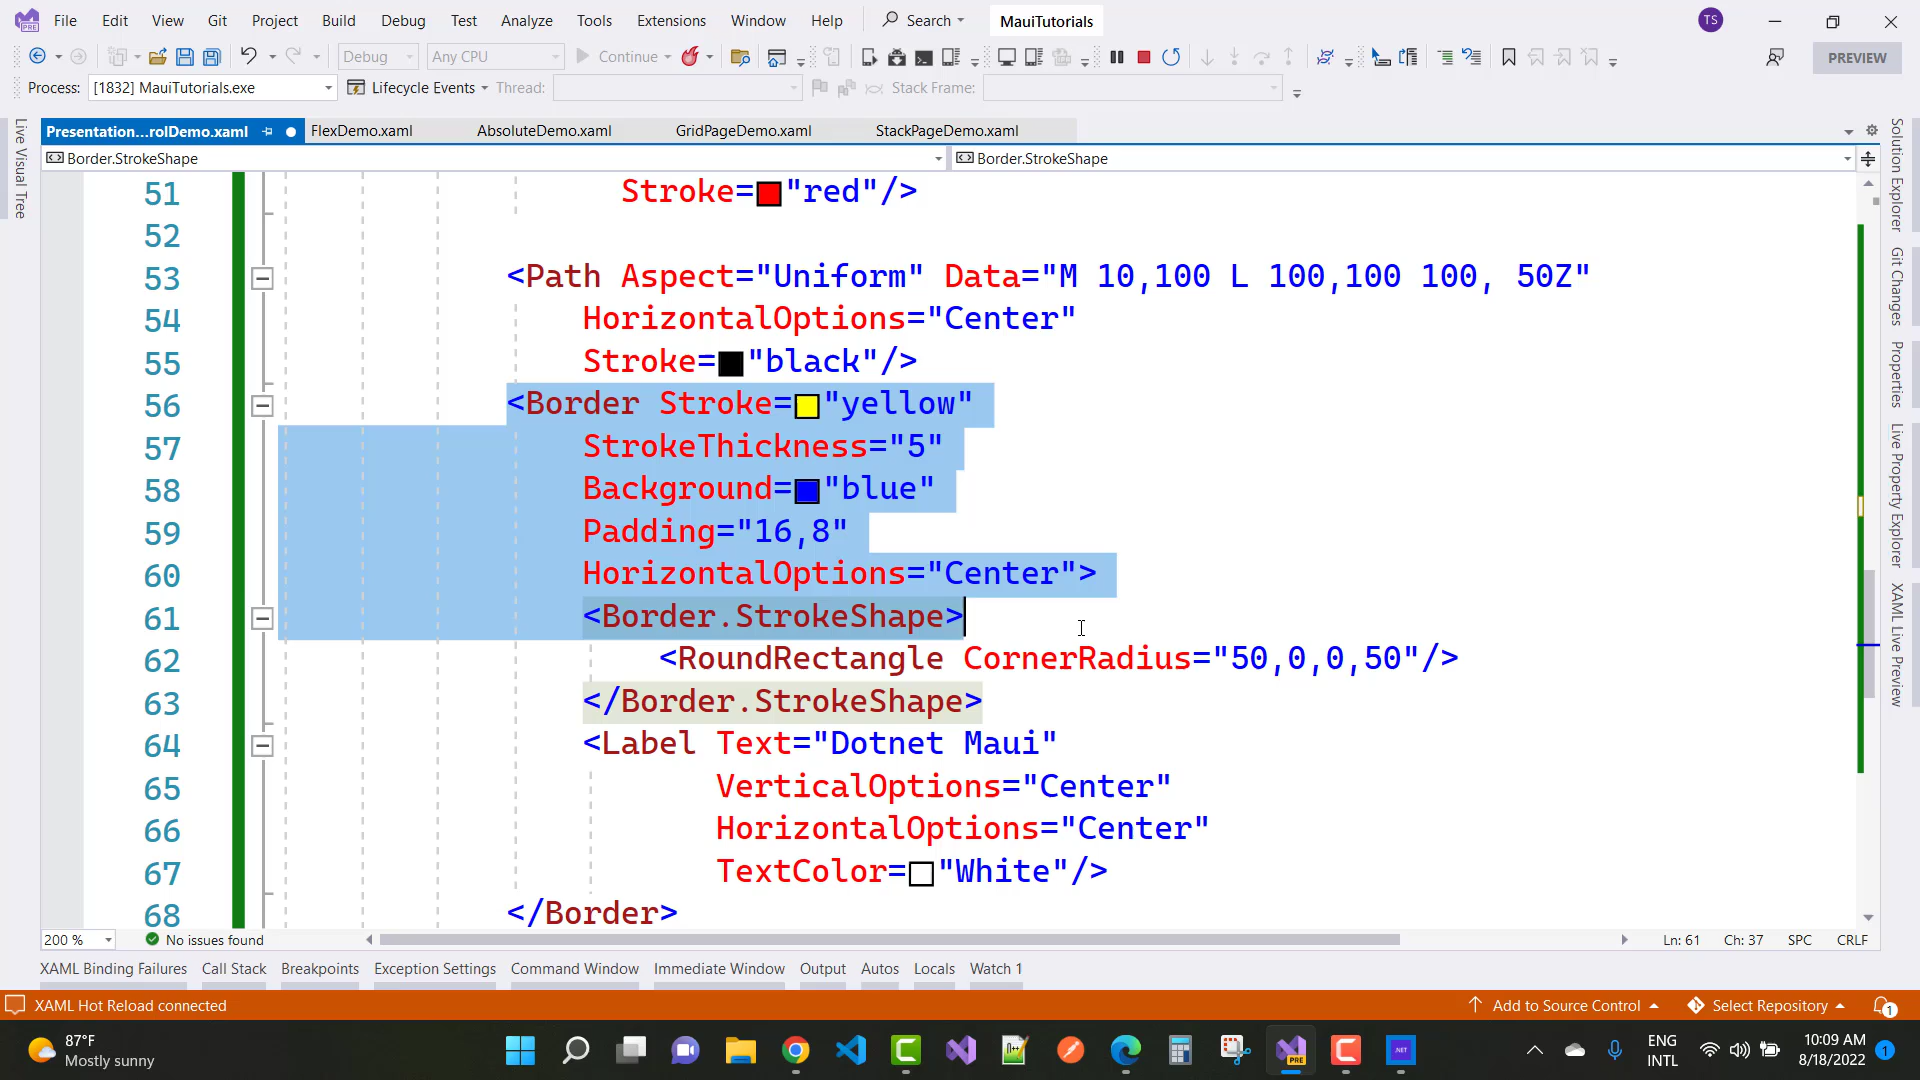 File Edit View Git Project Build Debug Test Analyze Tools Extensions Window Help Search MauiTutorials TS
Debug Any CPU Continue PREVIEW
Process: [1832] MauiTutorials.exe Lifecycle Events Thread: Stack Frame:
Presentation...rolDemo.xaml FlexDemo.xaml AbsoluteDemo.xaml GridPageDemo.xaml StackPageDemo.xaml
Border.StrokeShape Border.StrokeShape
Live Visual Tree
51 Stroke="red"/>
52
53 <Path Aspect="Uniform" Data="M 10,100 L 100,100 100, 50Z"
54 HorizontalOptions="Center"
55 Stroke="black"/>
56 <Border Stroke="yellow"
57 StrokeThickness="5"
58 Background="blue"
59 Padding="16,8"
60 HorizontalOptions="Center">
61 <Border.StrokeShape>
62 <RoundRectangle CornerRadius="50,0,0,50"/>
63 </Border.StrokeShape>
64 <Label Text="Dotnet Maui"
65 VerticalOptions="Center"
66 HorizontalOptions="Center"
67 TextColor="White"/>
68 </Border>
Solution Explorer
Git Changes
Properties
Live Property Explorer
XAML Live Preview
200 % No issues found Ln: 61 Ch: 37 SPC CRLF
XAML Binding Failures Call Stack Breakpoints Exception Settings Command Window Immediate Window Output Autos Locals Watch 1
XAML Hot Reload connected Add to Source Control Select Repository 1
87°F
Mostly sunny
PRE
.NET
ENG
INTL
10:09 AM
8/18/2022
1